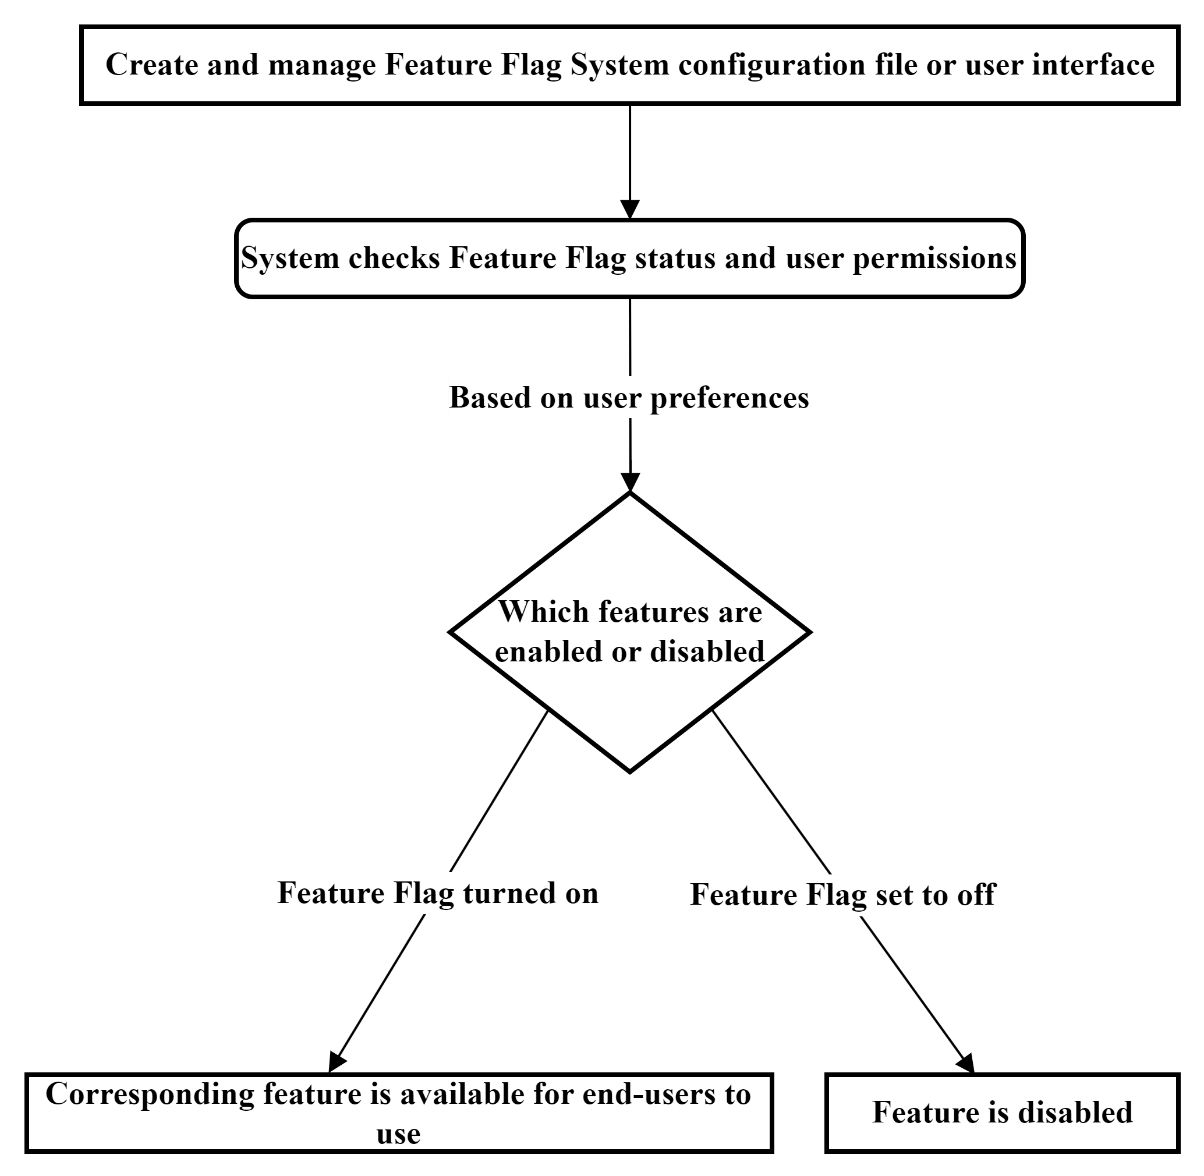 Create and manage Feature Flag System configuration file or user interface
System checks Feature Flag status and user permissions
Based on user preferences
Which features are
enabled or disabled
Feature Flag turned on
Feature Flag set to off
Corresponding feature is available for end-users to
use
Feature is disabled